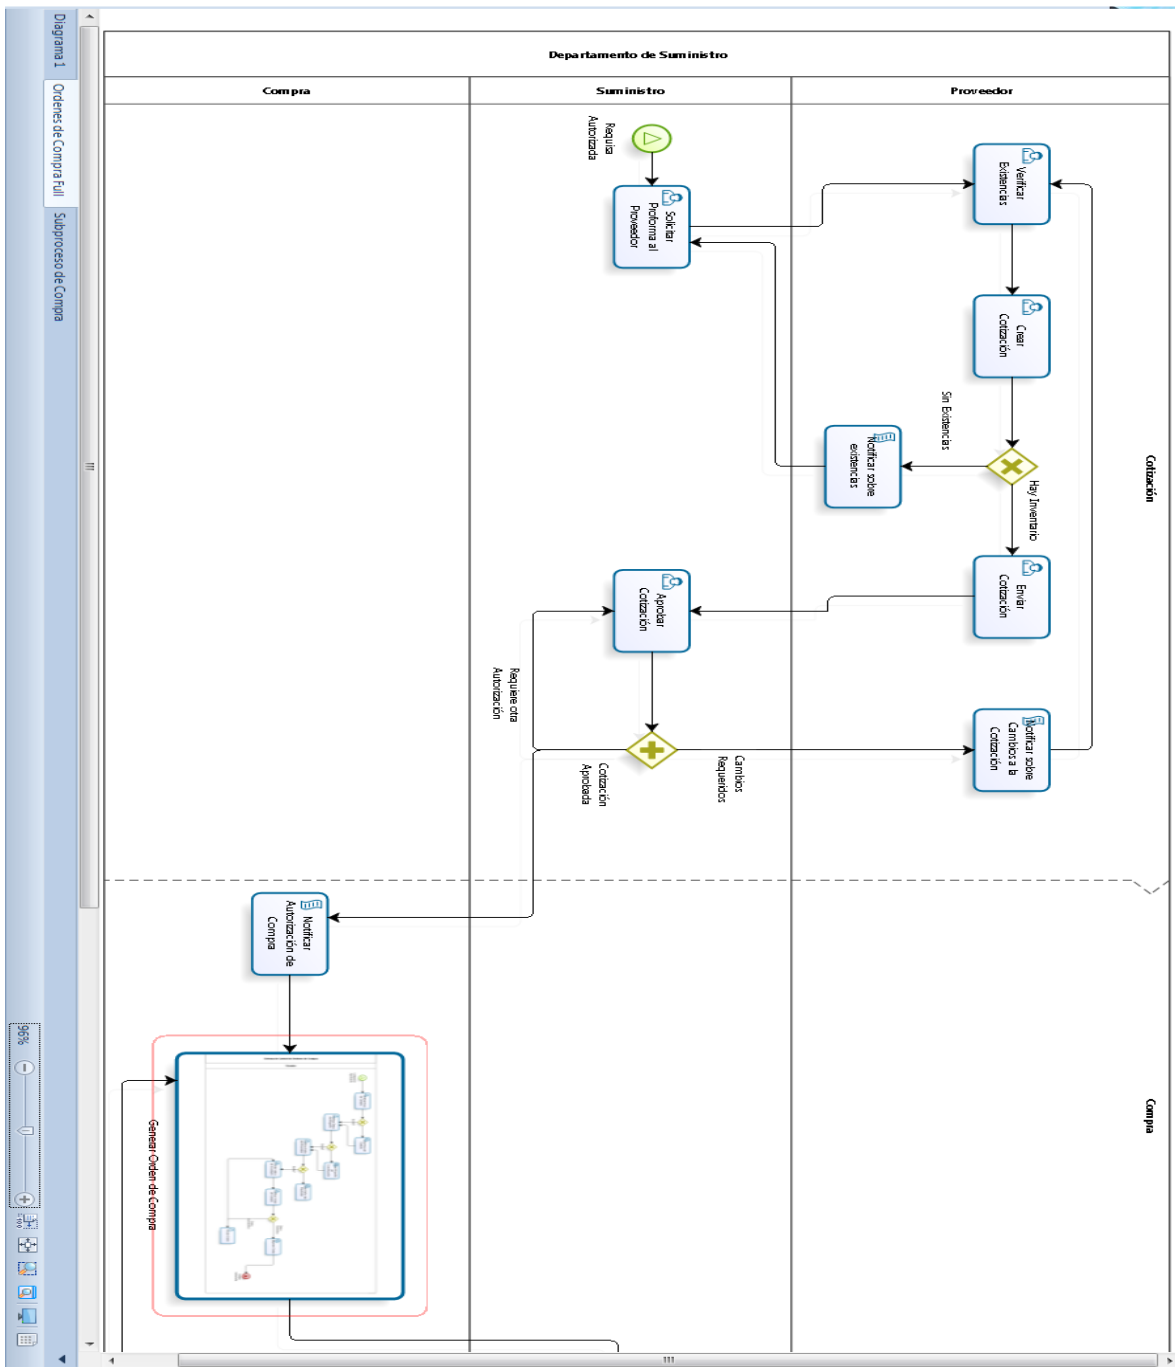 Departamento de Suministro
Compra
Suministro
Proveedor
Cotización
Compra
Requisa
Autorizada
Solicitar
Proforma al
Proveedor
Verificar
Existencias
Crear
Cotización
Sin Existencias
Hay Inventario
Notificar sobre
existencias
Enviar
Cotización
Aprobar
Cotización
Requiere otra
Autorización
Cotización
Aprobada
Cambios
Requeridos
Notificar sobre
Cambios a la
Cotización
Notificar
Autorización de
Compra
Generar Orden de Compra
Diagrama 1
Ordenes de Compra Full
Subproceso de Compra
96%